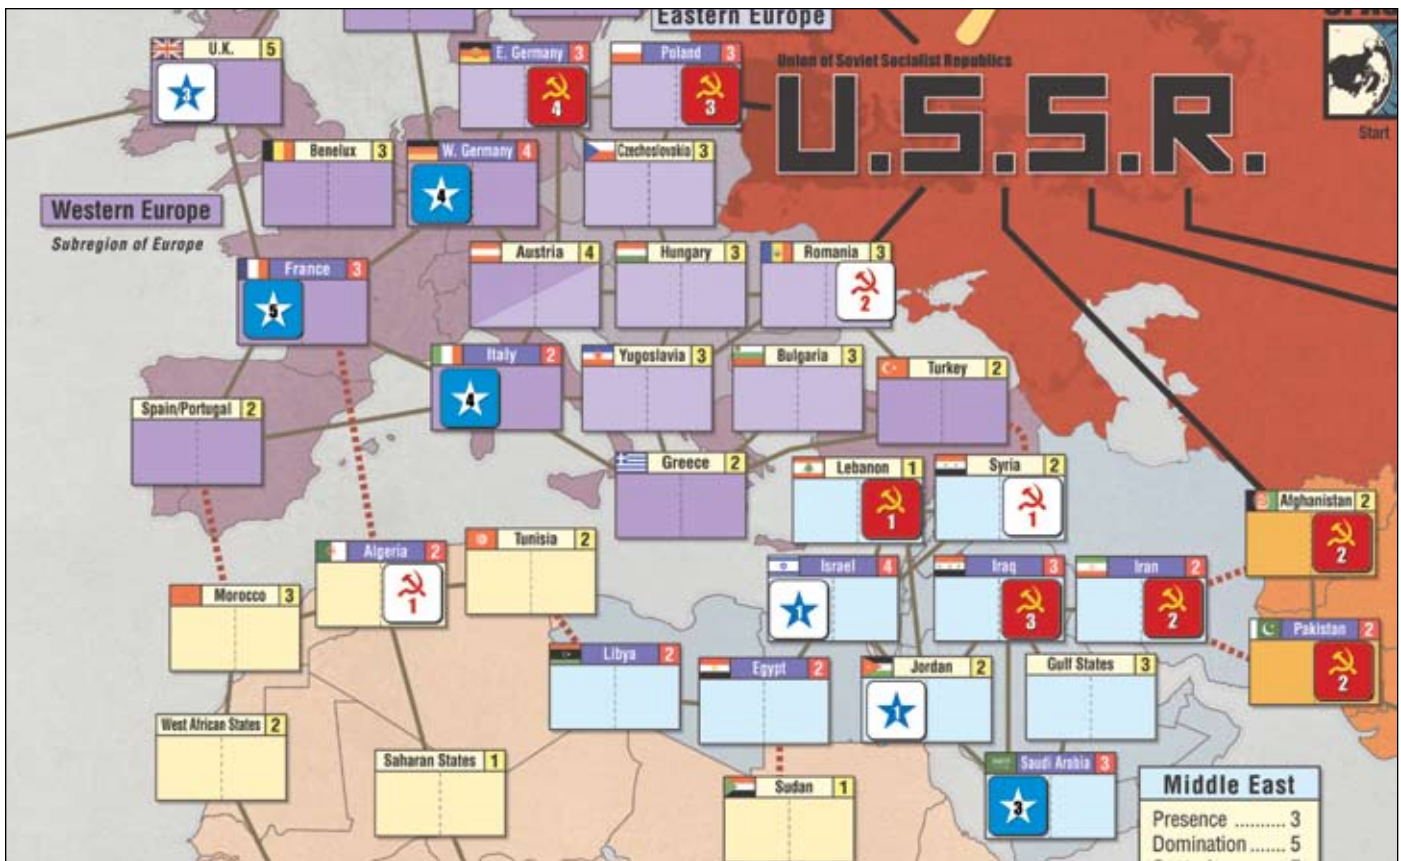 Eastern Europe
U.K. 5
3
E. Germany 3
4
Poland 3
3
Union of Soviet Socialist Republics
U.S.S.R.
Start
Benelux 3
W. Germany 4
4
Czechoslovakia 3
Western Europe
Subregion of Europe
France 3
5
Austria 4
Hungary 3
Romania 3
2
Italy 2
4
Yugoslavia 3
Bulgaria 3
Turkey 2
Spain/Portugal 2
Greece 2
Lebanon 1
1
Syria 2
1
Afghanistan 2
2
Algeria 2
1
Tunisia 2
Morocco 3
Israel 4
1
Iraq 3
3
Iran 2
2
Pakistan 2
2
Libya 2
Egypt 2
Jordan 2
1
Gulf States 3
West African States 2
Saharan States 1
Sudan 1
Saudi Arabia 3
3
Middle East
Presence .......... 3
Domination ....... 5